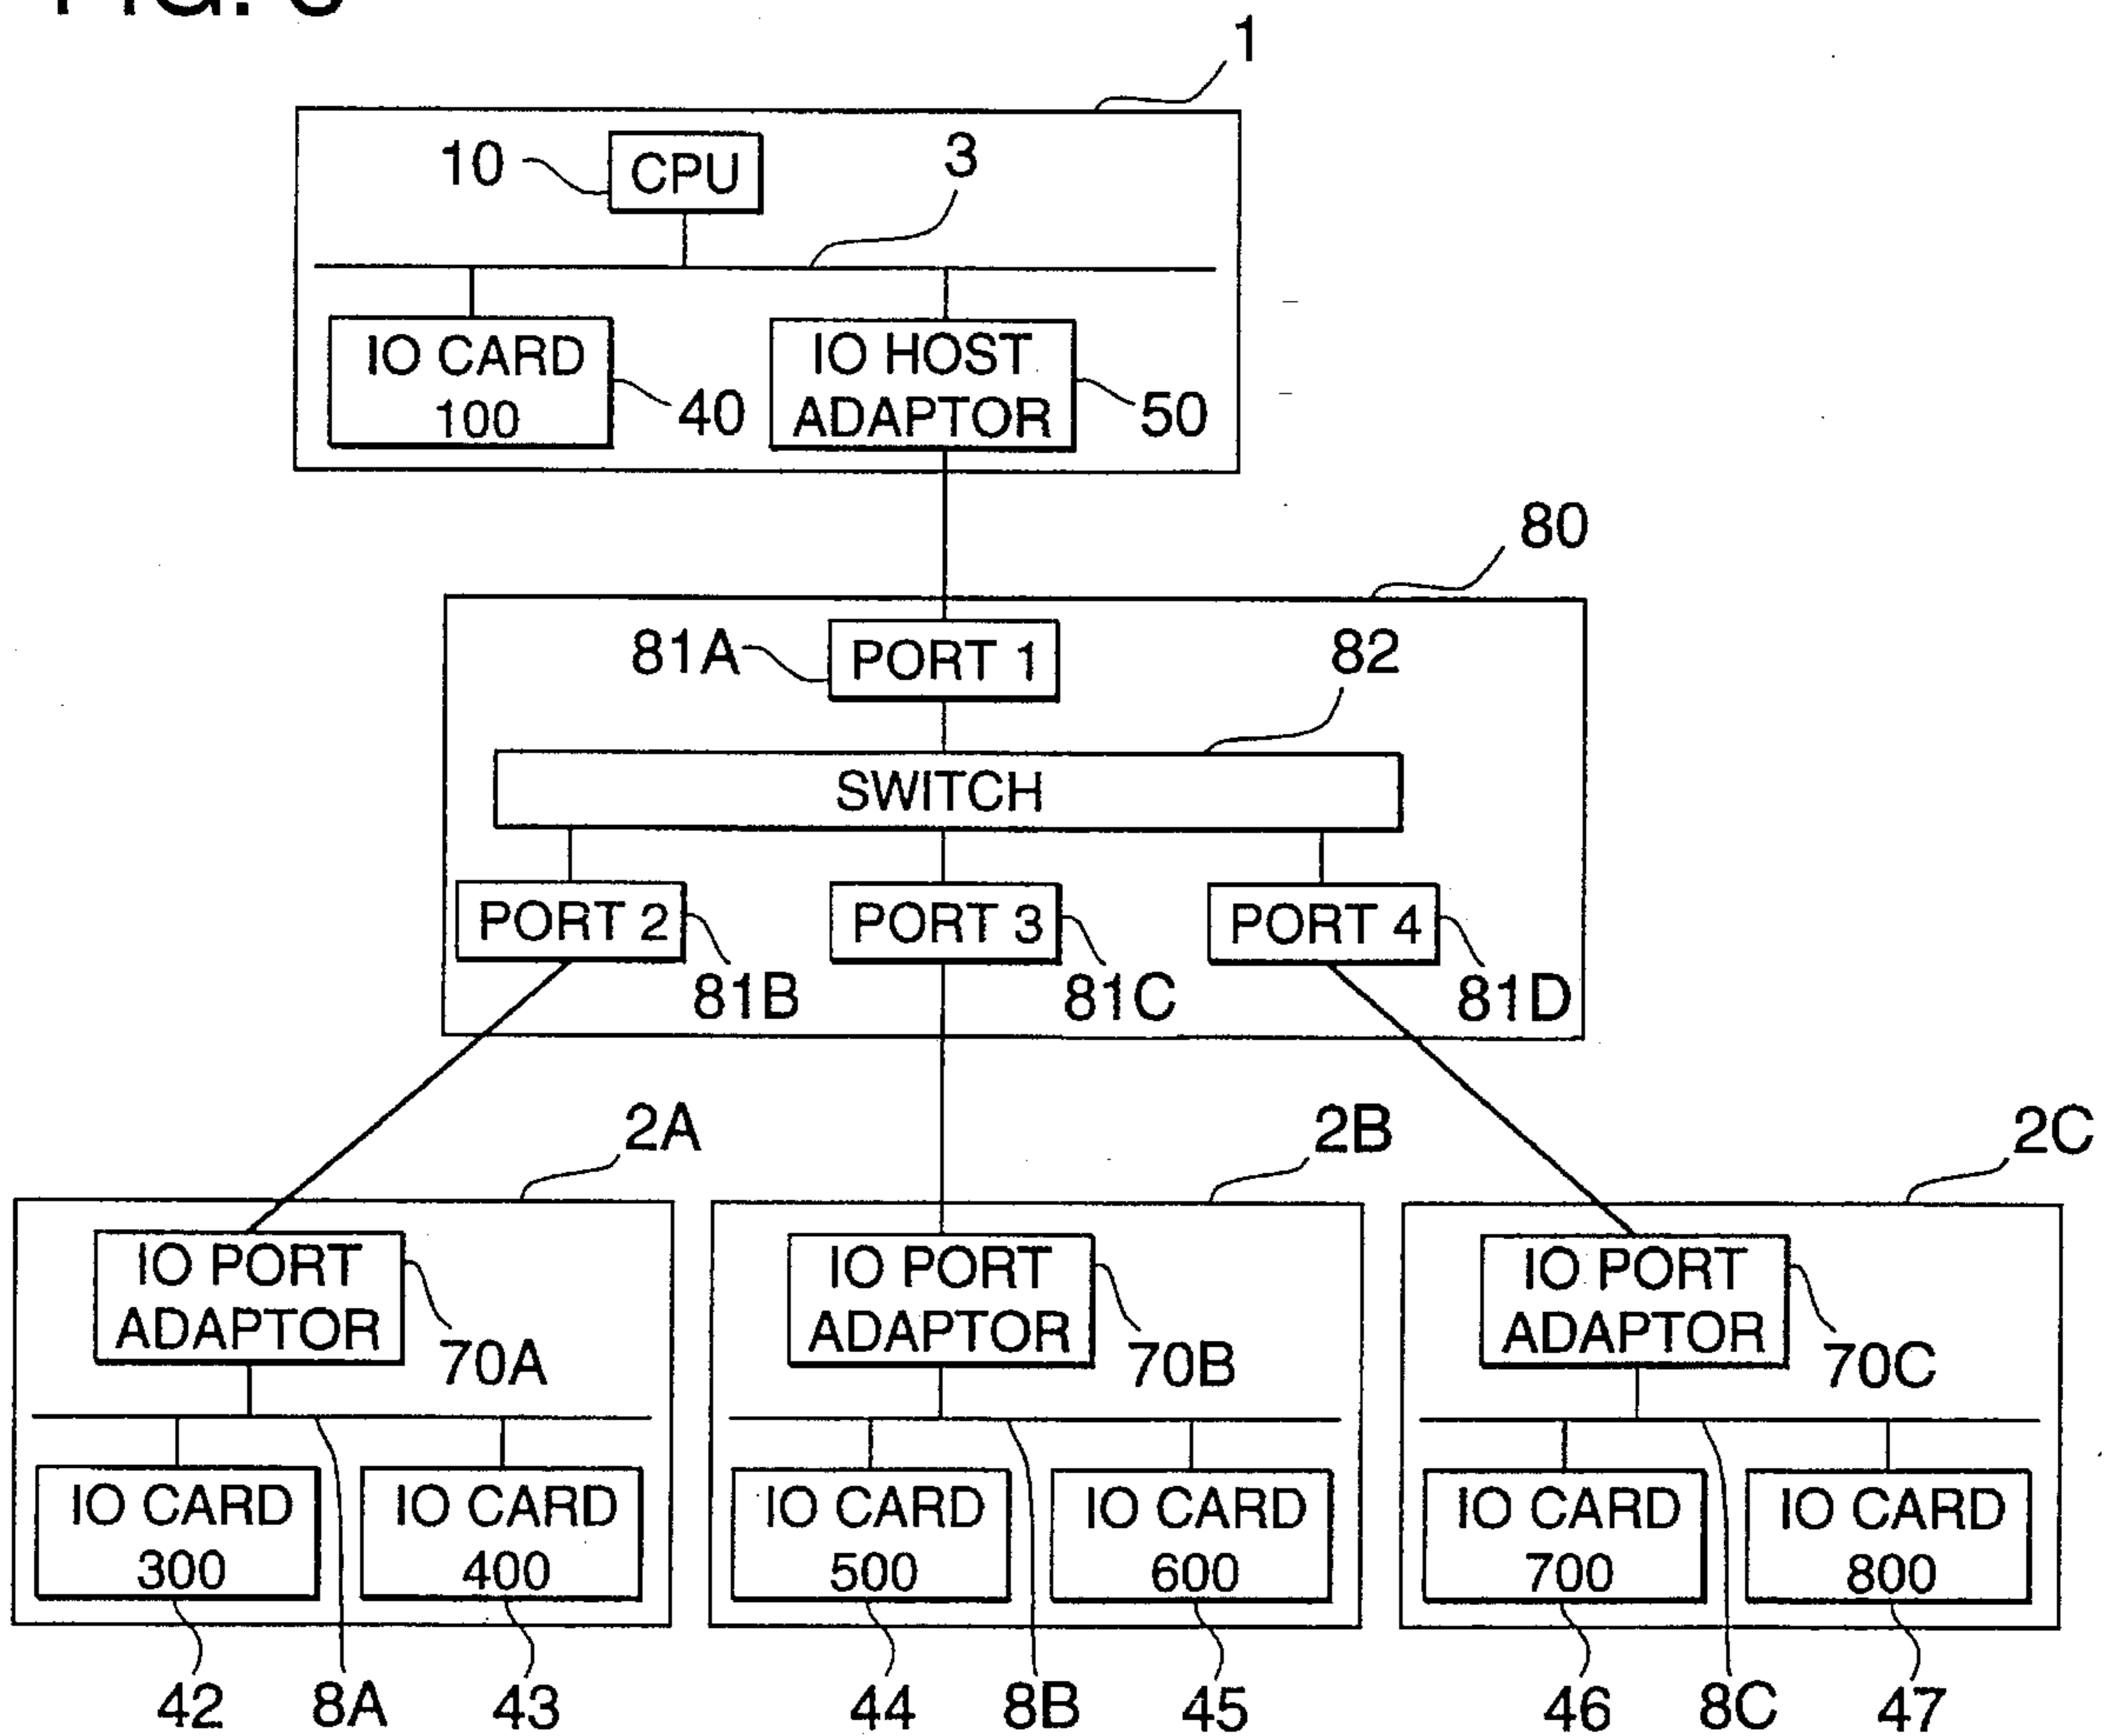 1
10
CPU
3
IO CARD
100
40
IO HOST
ADAPTOR
50
80
81A
PORT 1
82
SWITCH
PORT 2
81B
PORT 3
81C
PORT 4
81D
2A
2B
2C
IO PORT
ADAPTOR
70A
IO PORT
ADAPTOR
70B
IO PORT
ADAPTOR
70C
IO CARD
300
IO CARD
400
IO CARD
500
IO CARD
600
IO CARD
700
IO CARD
800
42
8A
43
44
8B
45
46
8C
47